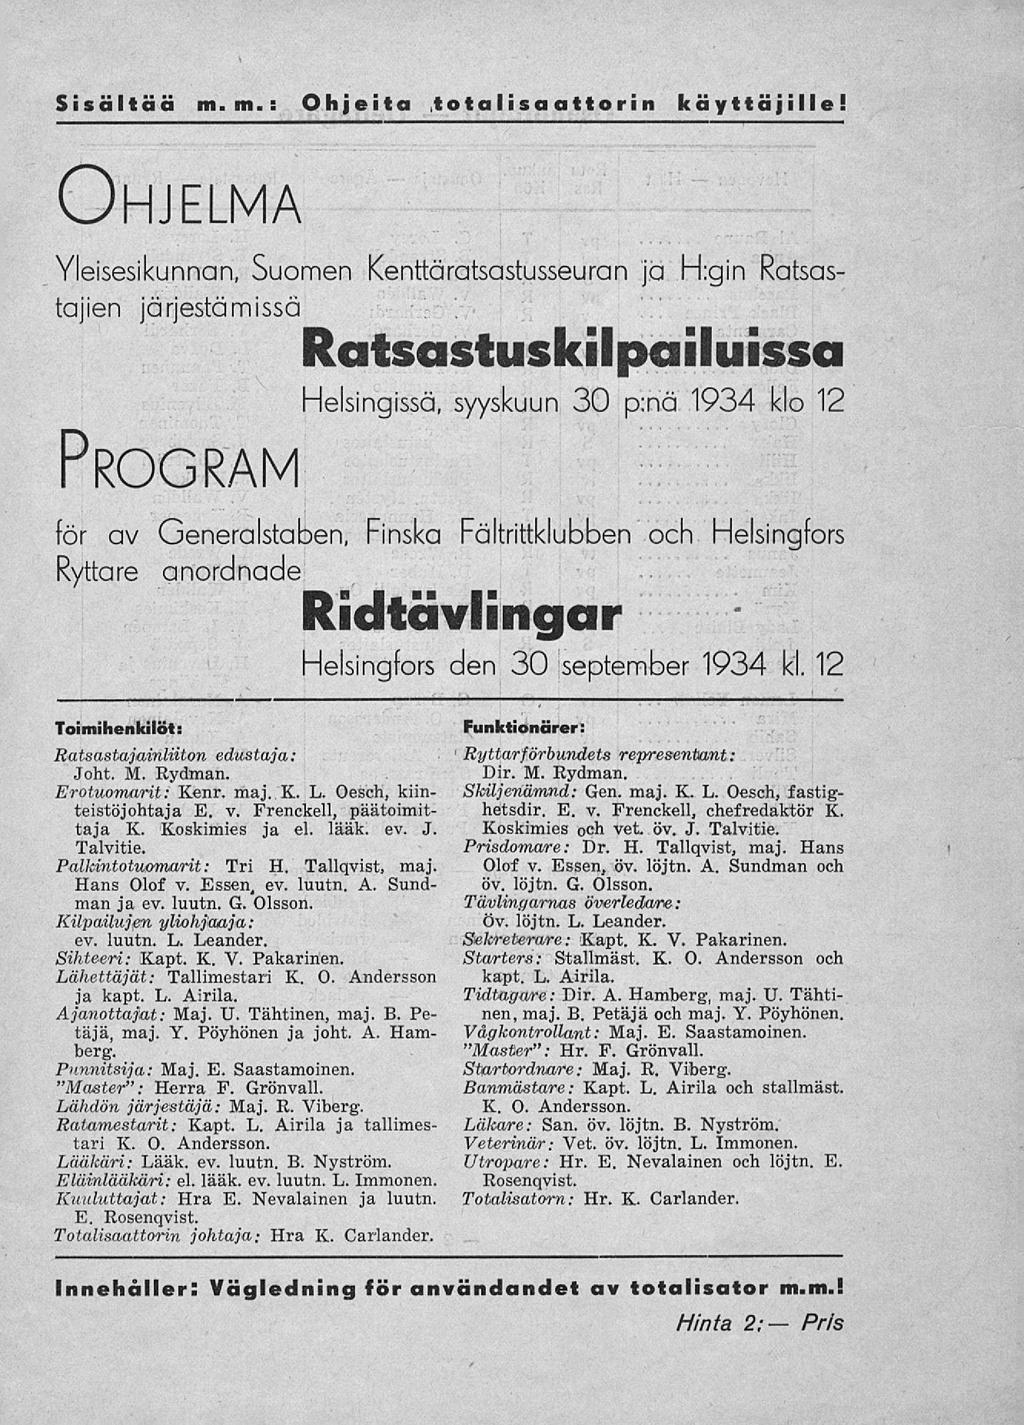 Sisältää m. m.: Ohjeita totalisaattorin käyttäjille!
OHJELMA
Yleisesikunnan, Suomen Kenttäratsastusseuran ja H:gin Ratsas-
tajien järjestämissä
Ratsastuskilpailuissa
Helsingissä, syyskuun 30 p:nä 1934 klo 12
PROGRAM
för av Generalstaben, Finska Fältrittklubben och Helsingfors
Ryttare anordnade
Ridtävlingar
Helsingfors den 30 september 1934 kl. 12
Toimihenkilöt:
Ratsastajainliiton edustaja:
Joht. M. Rydman.
Erotuomarit: Kenr. maj. K. L. Oesch, kiin-
teistöjohtaja E. v. Frenckell, päätoimit-
taja K. Koskimies ja el. lääk. ev. J.
Talvitie.
Palkintotuomarit: Tri H. Tallqvist, maj.
Hans Olof v. Essen, ev. luutn. A. Sund-
man ja ev. luutn. G. Olsson.
Kilpailujen yliohjaaja:
ev. luutn. L. Leander.
Sihteeri: Kapt. K. V. Pakarinen.
Lähettäjät: Tallimestari K. O. Andersson
ja kapt. L. Airila.
Ajanottajat: Maj. U. Tähtinen, maj. B. Pe-
täjä, maj. Y. Pöyhönen ja joht. A. Ham-
berg.
Punnitsija: Maj. E. Saastamoinen.
"Master": Herra F. Grönvall.
Lähdön järjestäjä: Maj. R. Viberg.
Ratamestarit: Kapt. L. Airila ja tallimes-
tari K. O. Andersson.
Lääkäri: Lääk. ev. luutn. B. Nyström.
Eläinlääkäri: el. lääk. ev. luutn. L. Immonen.
Kuuluttajat: Hra E. Nevalainen ja luutn.
E. Rosenqvist.
Totalisaattorin johtaja: Hra K. Carlander.
Funktionärer:
Ryttarförbundets representant:
Dir. M. Rydman.
Skiljenämnd: Gen. maj. K. L. Oesch, fastig-
hetsdir. E. v. Frenckell, chefredaktör K.
Koskimies och vet. öv. J. Talvitie.
Prisdomare: Dr. H. Tallqvist, maj. Hans
Olof v. Essen, öv. löjtn. A. Sundman och
öv. löjtn. G. Olsson.
Tävlingarnas överledare:
Öv. löjtn. L. Leander.
Sekreterare: Kapt. K. V. Pakarinen.
Starters: Stallmäst. K. O. Andersson och
kapt. L. Airila.
Tidtagare: Dir. A. Hamberg, maj. U. Tähti-
nen, maj. B. Petäjä och maj. Y. Pöyhönen.
Vågkontrollant: Maj. E. Saastamoinen.
"Master": Hr. F. Grönvall.
Startordnare: Maj. R. Viberg.
Banmästare: Kapt. L. Airila och stallmäst.
K. O. Andersson.
Läkare: San. öv. löjtn. B. Nyström.
Veterinär: Vet. öv. löjtn. L. Immonen.
Utropare: Hr. E. Nevalainen och löjtn. E.
Rosenqvist.
Totalisatorn: Hr. K. Carlander.
Innehåller: Vägledning för användandet av totalisator m.m.!
Hinta 2:— Pris